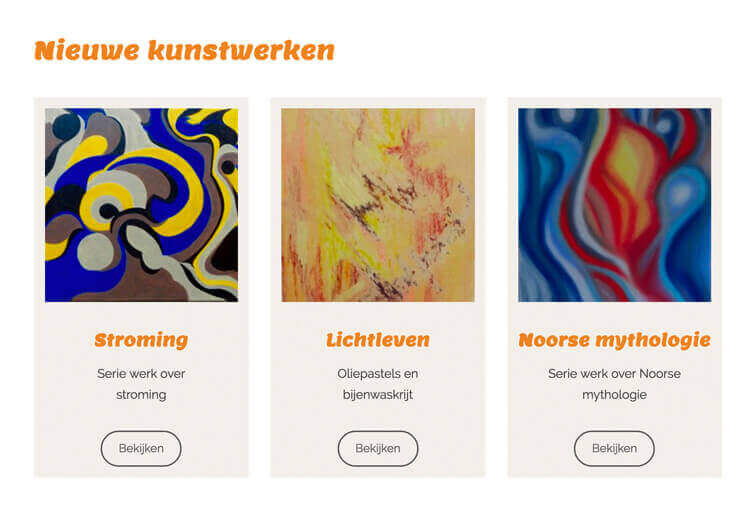 Nieuwe kunstwerken
Stroming
Serie werk over
stroming
Bekijken
Lichtleven
Oliepastels en
bijenwaskrijt
Bekijken
Noorse mythologie
Serie werk over Noorse
mythologie
Bekijken